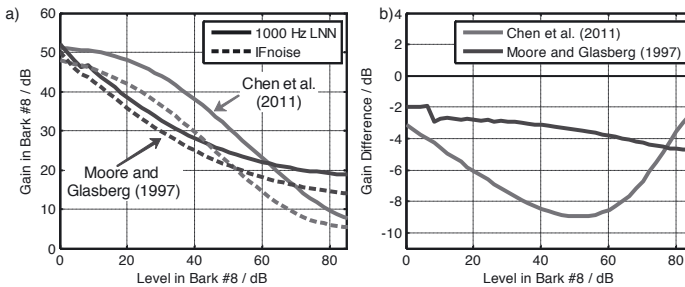 a)
60
50
40
30
20
10
0
Gain in Bark #8 / dB
1000 Hz LNN
IFnoise
Chen et al.
(2011)
Moore and
Glasberg (1997)
0 20 40 60 80
Level in Bark #8 / dB
b)
4
2
0
-2
-4
-6
-8
-10
Gain Difference / dB
Chen et al. (2011)
Moore and Glasberg (1997)
0 20 40 60 80
Level in Bark #8 / dB